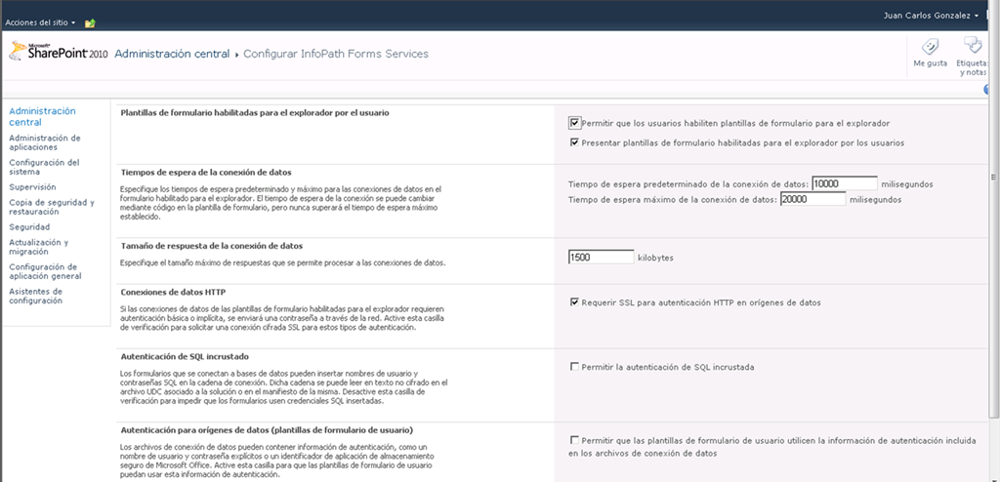 Acciones del sitio
Juan Carlos Gonzalez
Microsoft
SharePoint 2010
Administración central ▸ Configurar InfoPath Forms Services
Me gusta
Etiquetas
y notas
Administración
central
Administración de
aplicaciones
Configuración del
sistema
Supervisión
Copia de seguridad y
restauración
Seguridad
Actualización y
migración
Configuración de
aplicación general
Asistentes de
configuración
Plantillas de formulario habilitadas para el explorador por el usuario
Permitir que los usuarios habiliten plantillas de formulario para el explorador
Presentar plantillas de formulario habilitadas para el explorador por los usuarios
Tiempos de espera de la conexión de datos
Especifique los tiempos de espera predeterminado y máximo para las conexiones de datos en el
formulario habilitado para el explorador. El tiempo de espera de la conexión se puede cambiar
mediante código en la plantilla de formulario, pero nunca superará el tiempo de espera máximo
establecido.
Tiempo de espera predeterminado de la conexión de datos: 10000 milisegundos
Tiempo de espera máximo de la conexión de datos: 20000 milisegundos
Tamaño de respuesta de la conexión de datos
Especifique el tamaño máximo de respuestas que se permite procesar a las conexiones de datos.
1500 kilobytes
Conexiones de datos HTTP
Si las conexiones de datos de las plantillas de formulario habilitadas para el explorador requieren
autenticación básica o implícita, se enviará una contraseña a través de la red. Active esta casilla
de verificación para solicitar una conexión cifrada SSL para estos tipos de autenticación.
Requerir SSL para autenticación HTTP en orígenes de datos
Autenticación de SQL incrustado
Los formularios que se conectan a bases de datos pueden insertar nombres de usuario y
contraseñas SQL en la cadena de conexión. Dicha cadena se puede leer en texto no cifrado en el
archivo UDC asociado a la solución o en el manifiesto de la misma. Desactive esta casilla de
verificación para impedir que los formularios usen credenciales SQL insertadas.
Permitir la autenticación de SQL incrustada
Autenticación para orígenes de datos (plantillas de formulario de usuario)
Los archivos de conexión de datos pueden contener información de autenticación, como un
nombre de usuario y contraseña explícitos o un identificador de aplicación de almacenamiento
seguro de Microsoft Office. Active esta casilla para que las plantillas de formulario de usuario
puedan usar esta información de autenticación.
Permitir que las plantillas de formulario de usuario utilicen la información de autenticación incluida
en los archivos de conexión de datos